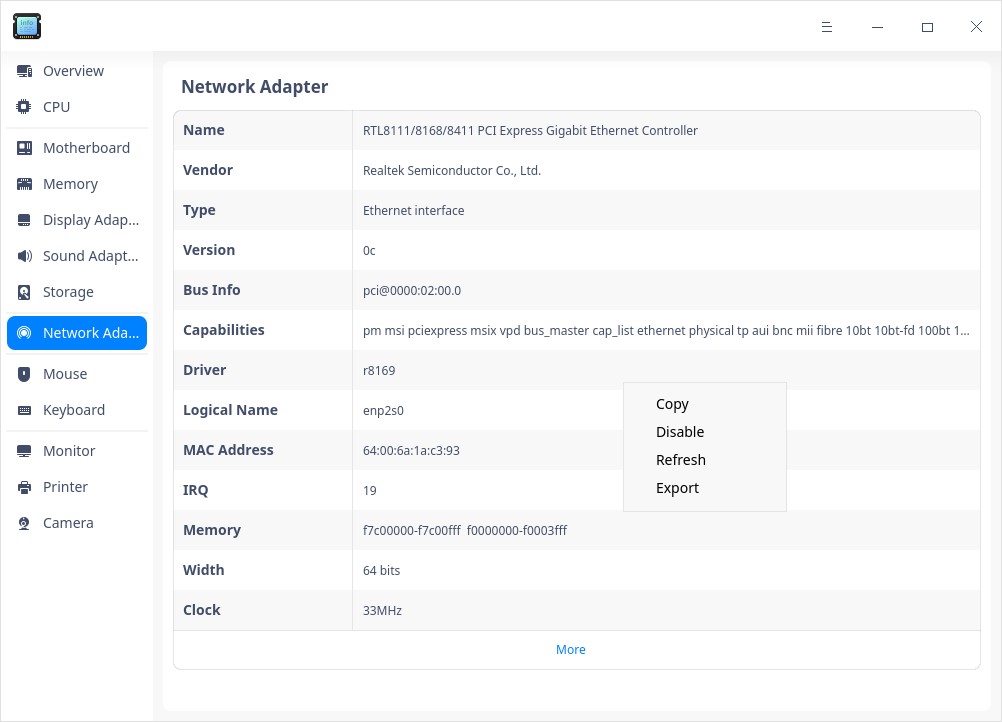 info
Overview
CPU
Motherboard
Memory
Display Adap...
Sound Adapt...
Storage
Network Ada...
Mouse
Keyboard
Monitor
Printer
Camera
Network Adapter
Name RTL8111/8168/8411 PCI Express Gigabit Ethernet Controller
Vendor Realtek Semiconductor Co., Ltd.
Type Ethernet interface
Version 0c
Bus Info pci@0000:02:00.0
Capabilities pm msi pciexpress msix vpd bus_master cap_list ethernet physical tp aui bnc mii fibre 10bt 10bt-fd 100bt 1...
Driver r8169
Logical Name enp2s0
MAC Address 64:00:6a:1a:c3:93
IRQ 19
Memory f7c00000-f7c00fff f0000000-f0003fff
Width 64 bits
Clock 33MHz
More
Copy
Disable
Refresh
Export